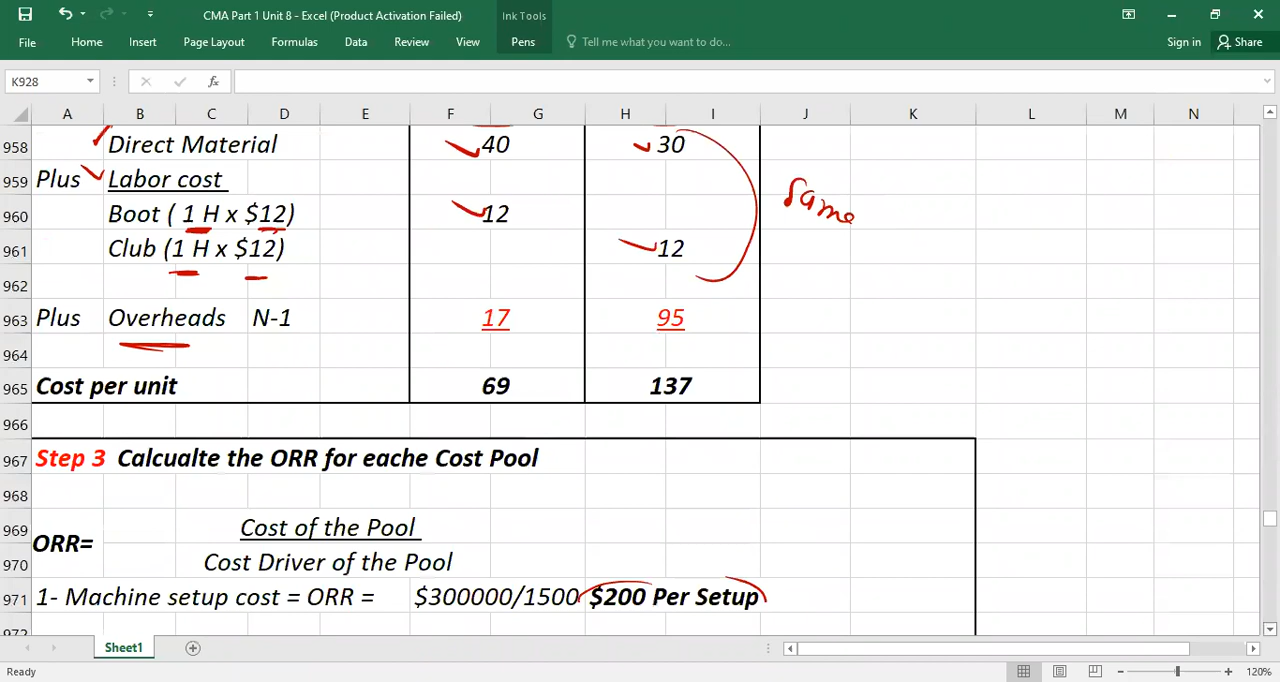 CMA Part 1 Unit 8 - Excel (Product Activation Failed)
Ink Tools
File Home Insert Page Layout Formulas Data Review View Pens Tell me what you want to do... Sign in Share
K928 fx
A B C D E F G H I J K L M N
958 Direct Material 40 30
959 Plus Labor cost
Same
960 Boot ( 1 H x $12) 12
961 Club (1 H x $12) 12
962
963 Plus Overheads N-1 17 95
964
965 Cost per unit 69 137
966
967 Step 3 Calcualte the ORR for eache Cost Pool
968
969 Cost of the Pool
ORR=
970 Cost Driver of the Pool
971 1- Machine setup cost = ORR = $300000/1500 $200 Per Setup
972
Sheet1
Ready 120%